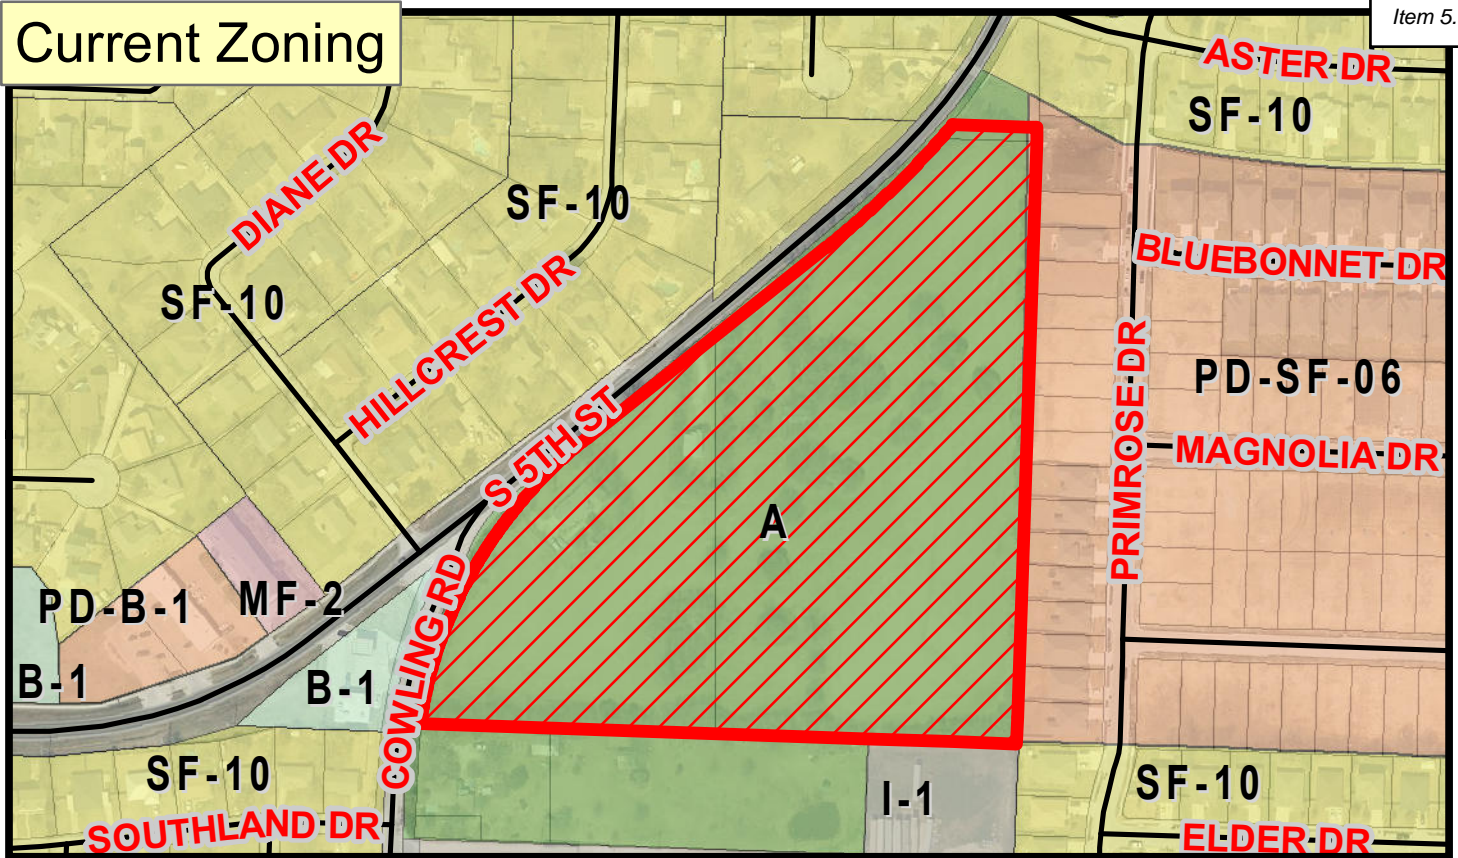 Current Zoning
Item 5.
ASTER DR
SF-10
DIANE DR
SF-10
BLUEBONNET DR
SF-10
HILLCREST DR
PRIMROSE DR
PD-SF-06
S 5TH ST
MAGNOLIA DR
A
PD-B-1
MF-2
COWLING RD
B-1
B-1
SF-10
I-1
SF-10
SOUTHLAND DR
ELDER DR